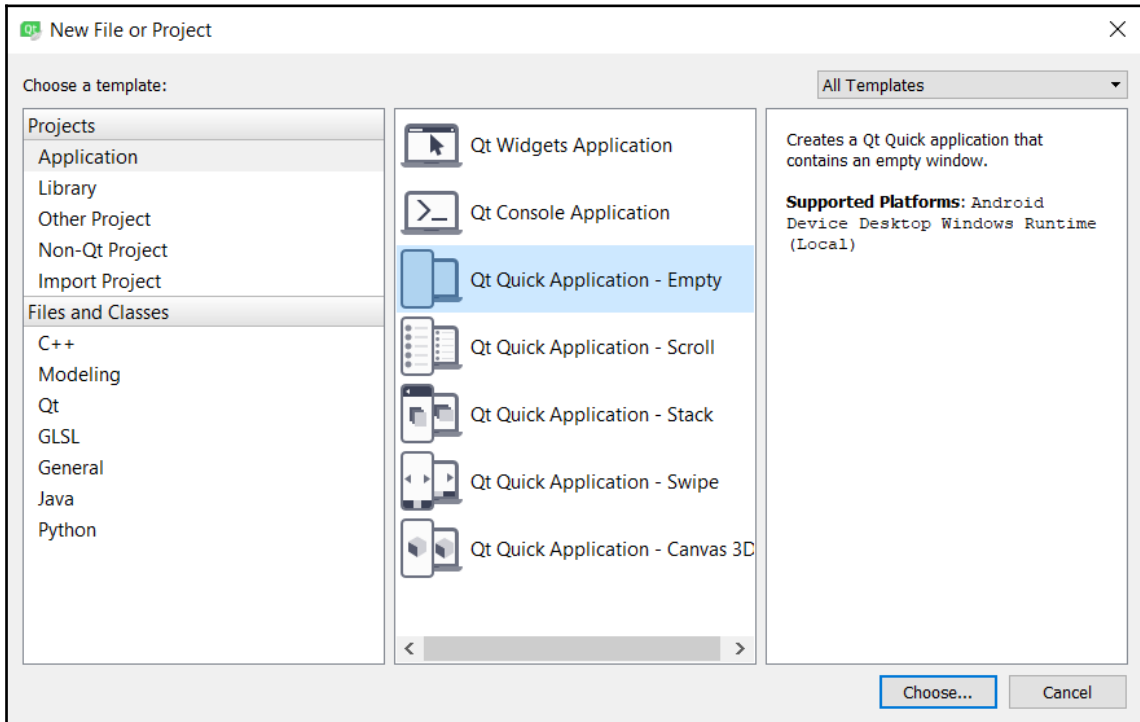 Qt New File or Project
Choose a template:
All Templates
Projects
Application
Library
Other Project
Non-Qt Project
Import Project
Files and Classes
C++
Modeling
Qt
GLSL
General
Java
Python
Qt Widgets Application
Qt Console Application
Qt Quick Application - Empty
Qt Quick Application - Scroll
Qt Quick Application - Stack
Qt Quick Application - Swipe
Qt Quick Application - Canvas 3D
Creates a Qt Quick application that
contains an empty window.
Supported Platforms: Android
Device Desktop Windows Runtime
(Local)
Choose...
Cancel